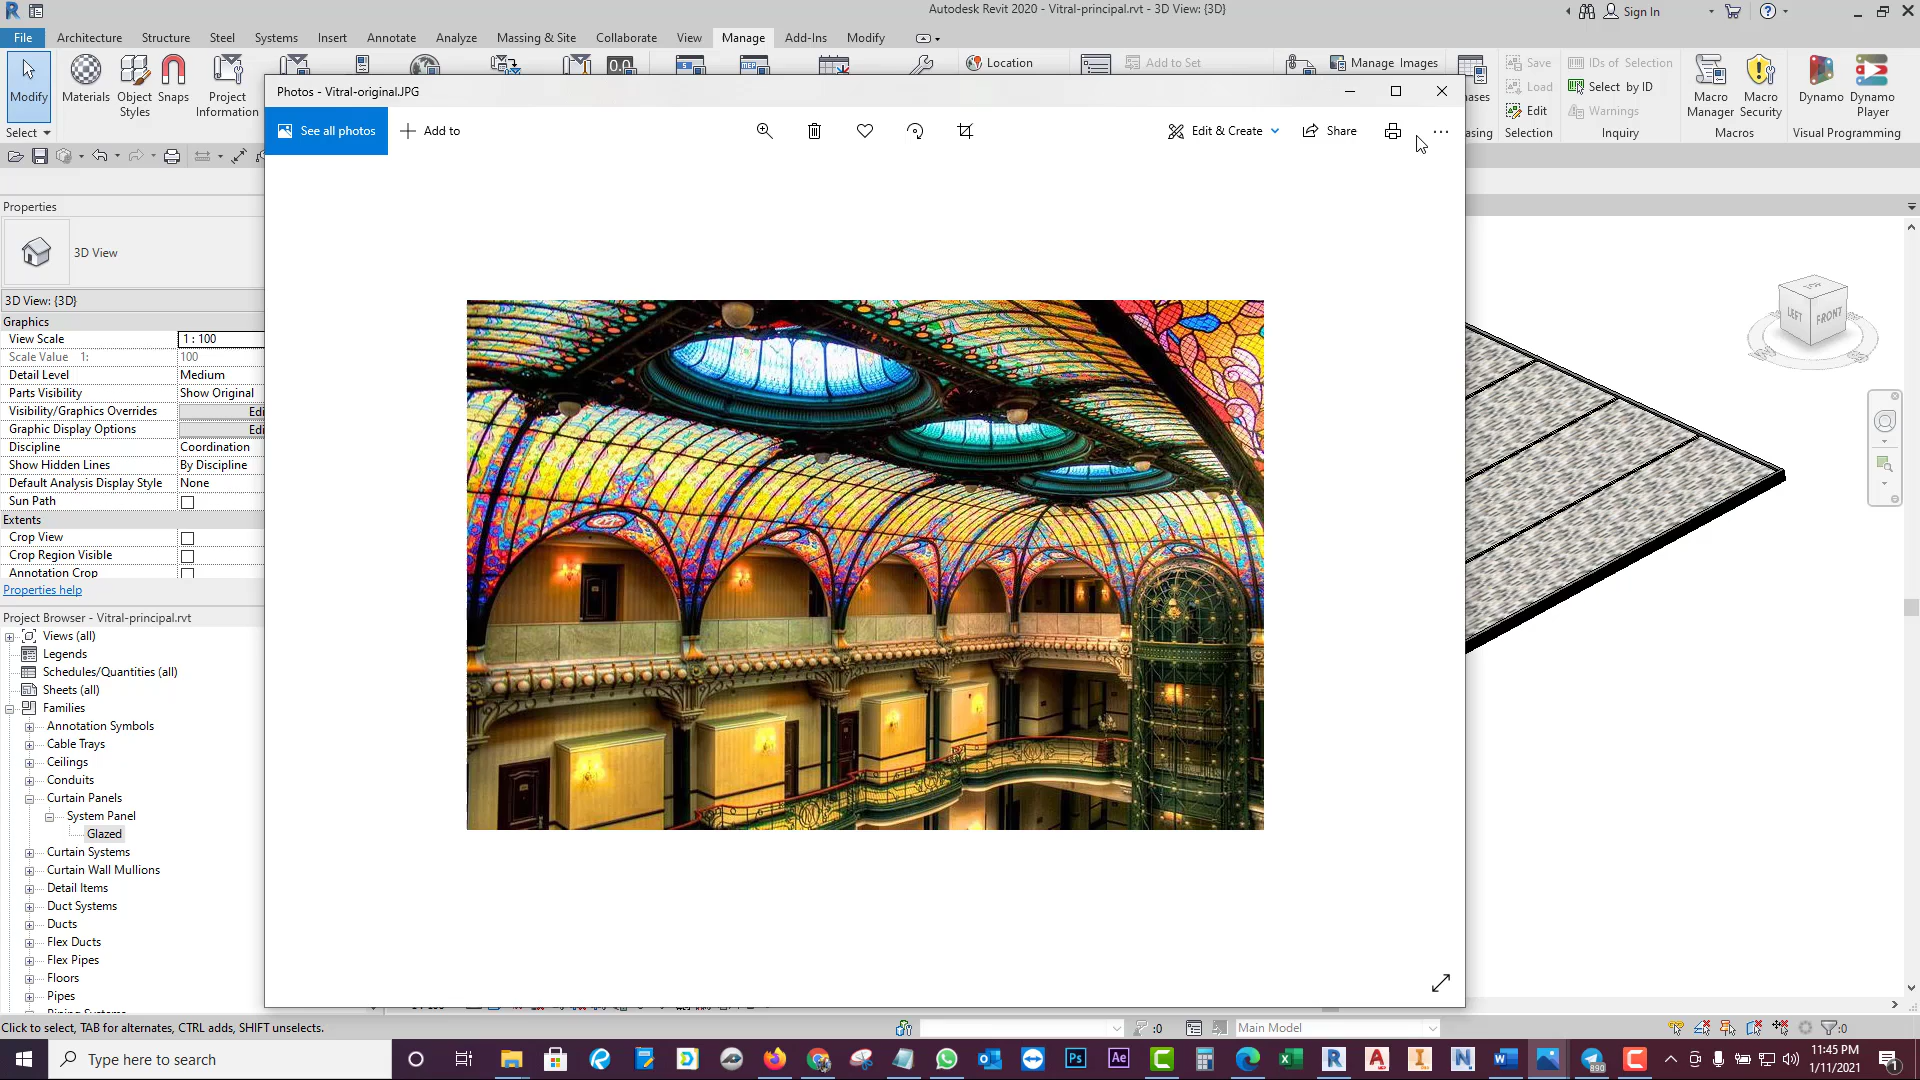 Autodesk Revit 2020 - Vitral-principal.rvt - 3D View: {3D}
Sign In
File Architecture Structure Steel Systems Insert Annotate Analyze Massing & Site Collaborate View Manage Add-Ins Modify
Location
Add to Set
Manage Images
Save
IDs of Selection
Load
Select by ID
Edit
Warnings
Modify Materials Object Styles Snaps Project Information
Macro Manager Macro Security Dynamo Dynamo Player
Select Selection Inquiry Macros Visual Programming
Photos - Vitral-original.JPG
See all photos
Add to
Edit & Create
Share
Properties
3D View
3D View: {3D}
Graphics
View Scale 1 : 100
Scale Value 1: 100
Detail Level Medium
Parts Visibility Show Original
Visibility/Graphics Overrides Edi
Graphic Display Options Edi
Discipline Coordination
Show Hidden Lines By Discipline
Default Analysis Display Style None
Sun Path
Extents
Crop View
Crop Region Visible
Annotation Crop
Properties help
Project Browser - Vitral-principal.rvt
Views (all)
Legends
Schedules/Quantities (all)
Sheets (all)
Families
Annotation Symbols
Cable Trays
Ceilings
Conduits
Curtain Panels
System Panel
Glazed
Curtain Systems
Curtain Wall Mullions
Detail Items
Duct Systems
Ducts
Flex Ducts
Flex Pipes
Floors
Pipes
TOP
LEFT
FRONT
Click to select, TAB for alternates, CTRL adds, SHIFT unselects.
:0
Main Model
:0
Type here to search
11:45 PM
1/11/2021